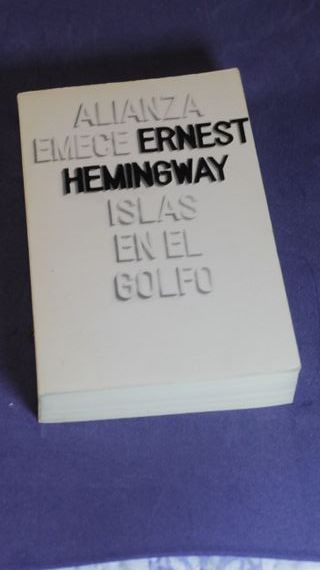 ALIANZA
EMECE ERNEST
HEMINGWAY
ISLAS
EN EL
GOLFO